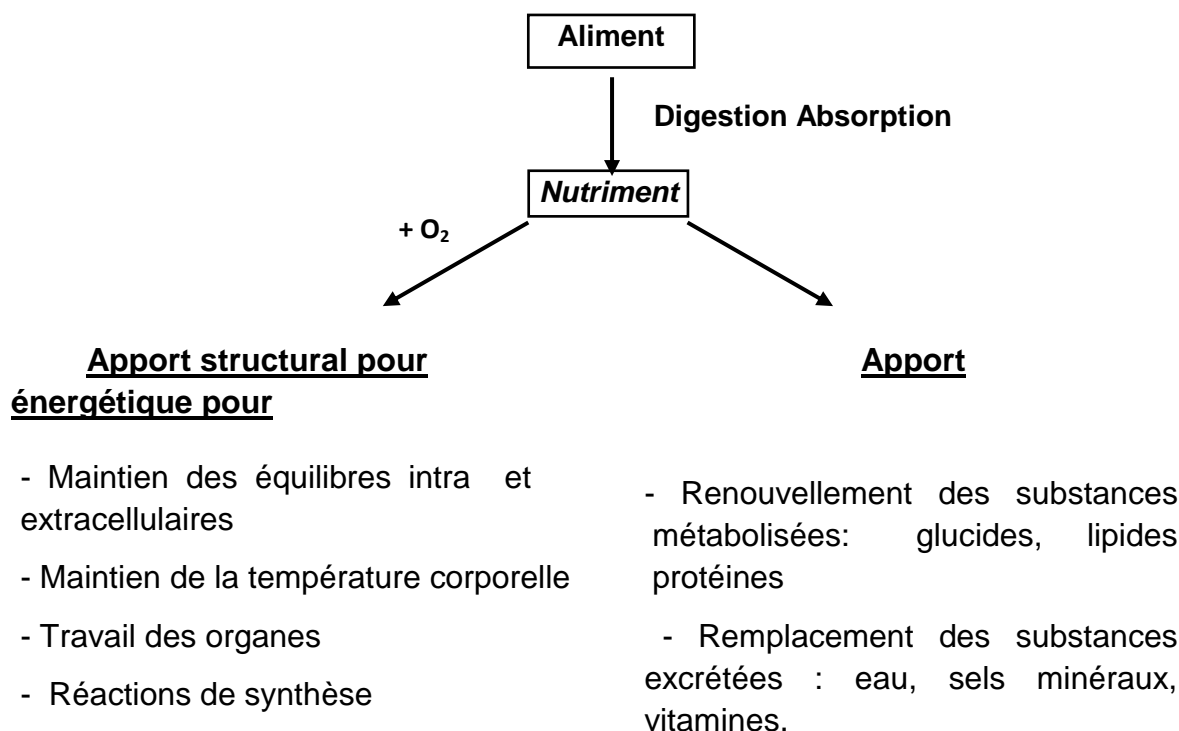 Aliment
Digestion Absorption
Nutriment
+ O₂
Apport structural pour
énergétique pour
- Maintien des équilibres intra et
extracellulaires
- Maintien de la température corporelle
- Travail des organes
- Réactions de synthèse
Apport
- Renouvellement des substances
métabolisées: glucides, lipides
protéines
- Remplacement des substances
excrétées : eau, sels minéraux,
vitamines.